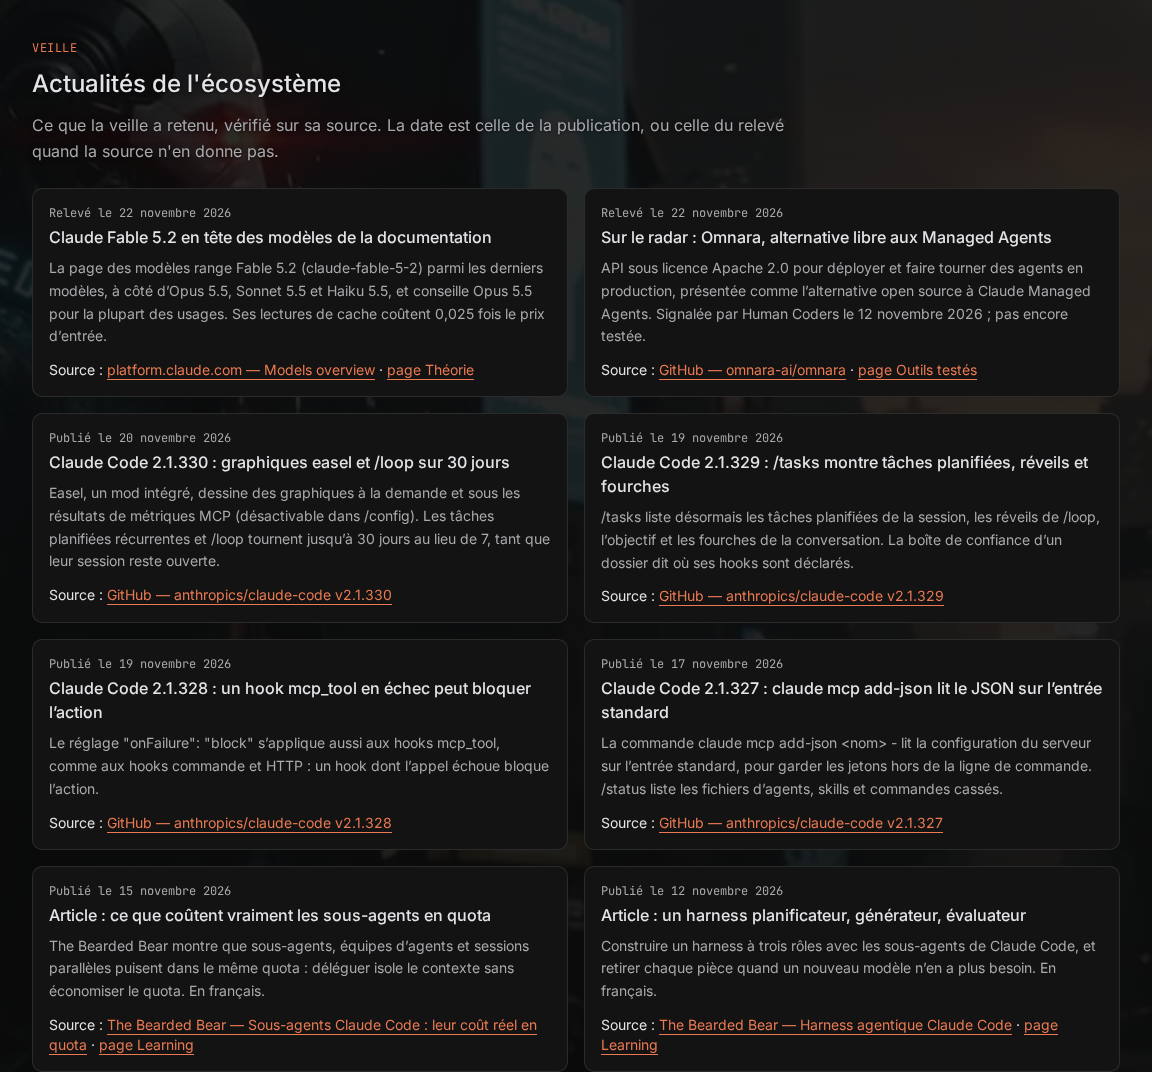 VEILLE
Actualités de l'écosystème
Ce que la veille a retenu, vérifié sur sa source. La date est celle de la publication, ou celle du relevé
quand la source n'en donne pas.
Relevé le 22 novembre 2026
Claude Fable 5.2 en tête des modèles de la documentation
La page des modèles range Fable 5.2 (claude-fable-5-2) parmi les derniers
modèles, à côté d’Opus 5.5, Sonnet 5.5 et Haiku 5.5, et conseille Opus 5.5
pour la plupart des usages. Ses lectures de cache coûtent 0,025 fois le prix
d’entrée.
Source : platform.claude.com — Models overview · page Théorie
Relevé le 22 novembre 2026
Sur le radar : Omnara, alternative libre aux Managed Agents
API sous licence Apache 2.0 pour déployer et faire tourner des agents en
production, présentée comme l’alternative open source à Claude Managed
Agents. Signalée par Human Coders le 12 novembre 2026 ; pas encore
testée.
Source : GitHub — omnara-ai/omnara · page Outils testés
Publié le 20 novembre 2026
Claude Code 2.1.330 : graphiques easel et /loop sur 30 jours
Easel, un mod intégré, dessine des graphiques à la demande et sous les
résultats de métriques MCP (désactivable dans /config). Les tâches
planifiées récurrentes et /loop tournent jusqu’à 30 jours au lieu de 7, tant que
leur session reste ouverte.
Source : GitHub — anthropics/claude-code v2.1.330
Publié le 19 novembre 2026
Claude Code 2.1.329 : /tasks montre tâches planifiées, réveils et
fourches
/tasks liste désormais les tâches planifiées de la session, les réveils de /loop,
l’objectif et les fourches de la conversation. La boîte de confiance d’un
dossier dit où ses hooks sont déclarés.
Source : GitHub — anthropics/claude-code v2.1.329
Publié le 19 novembre 2026
Claude Code 2.1.328 : un hook mcp_tool en échec peut bloquer
l’action
Le réglage "onFailure": "block" s’applique aussi aux hooks mcp_tool,
comme aux hooks commande et HTTP : un hook dont l’appel échoue bloque
l’action.
Source : GitHub — anthropics/claude-code v2.1.328
Publié le 17 novembre 2026
Claude Code 2.1.327 : claude mcp add-json lit le JSON sur l’entrée
standard
La commande claude mcp add-json <nom> - lit la configuration du serveur
sur l’entrée standard, pour garder les jetons hors de la ligne de commande.
/status liste les fichiers d’agents, skills et commandes cassés.
Source : GitHub — anthropics/claude-code v2.1.327
Publié le 15 novembre 2026
Article : ce que coûtent vraiment les sous-agents en quota
The Bearded Bear montre que sous-agents, équipes d’agents et sessions
parallèles puisent dans le même quota : déléguer isole le contexte sans
économiser le quota. En français.
Source : The Bearded Bear — Sous-agents Claude Code : leur coût réel en
quota · page Learning
Publié le 12 novembre 2026
Article : un harness planificateur, générateur, évaluateur
Construire un harness à trois rôles avec les sous-agents de Claude Code, et
retirer chaque pièce quand un nouveau modèle n’en a plus besoin. En
français.
Source : The Bearded Bear — Harness agentique Claude Code · page
Learning